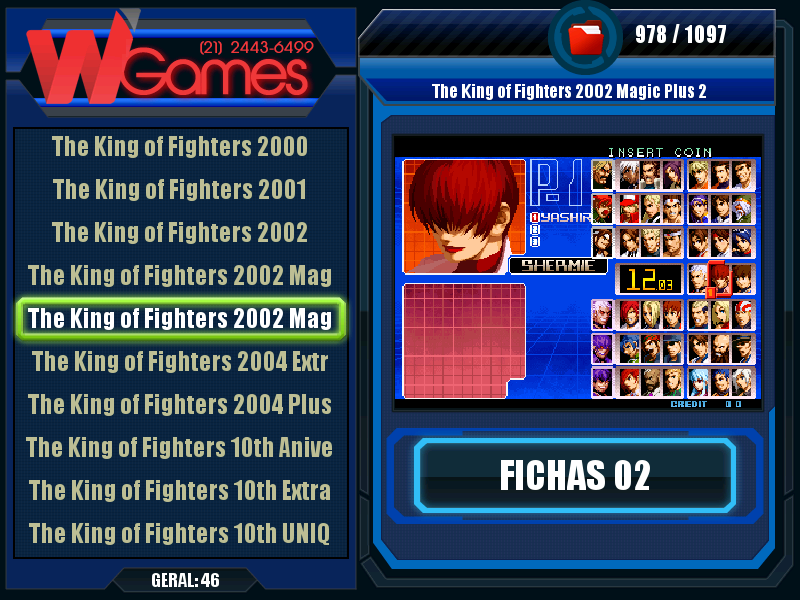 WGames
(21) 2443-6499
The King of Fighters 2000
The King of Fighters 2001
The King of Fighters 2002
The King of Fighters 2002 Mag
The King of Fighters 2002 Mag
The King of Fighters 2004 Extr
The King of Fighters 2004 Plus
The King of Fighters 10th Anive
The King of Fighters 10th Extra
The King of Fighters 10th UNIQ
GERAL: 46
978 / 1097
The King of Fighters 2002 Magic Plus 2
INSERT COIN
P.1
YASHIR
SHERMIE
12 03
CREDIT 00
FICHAS 02